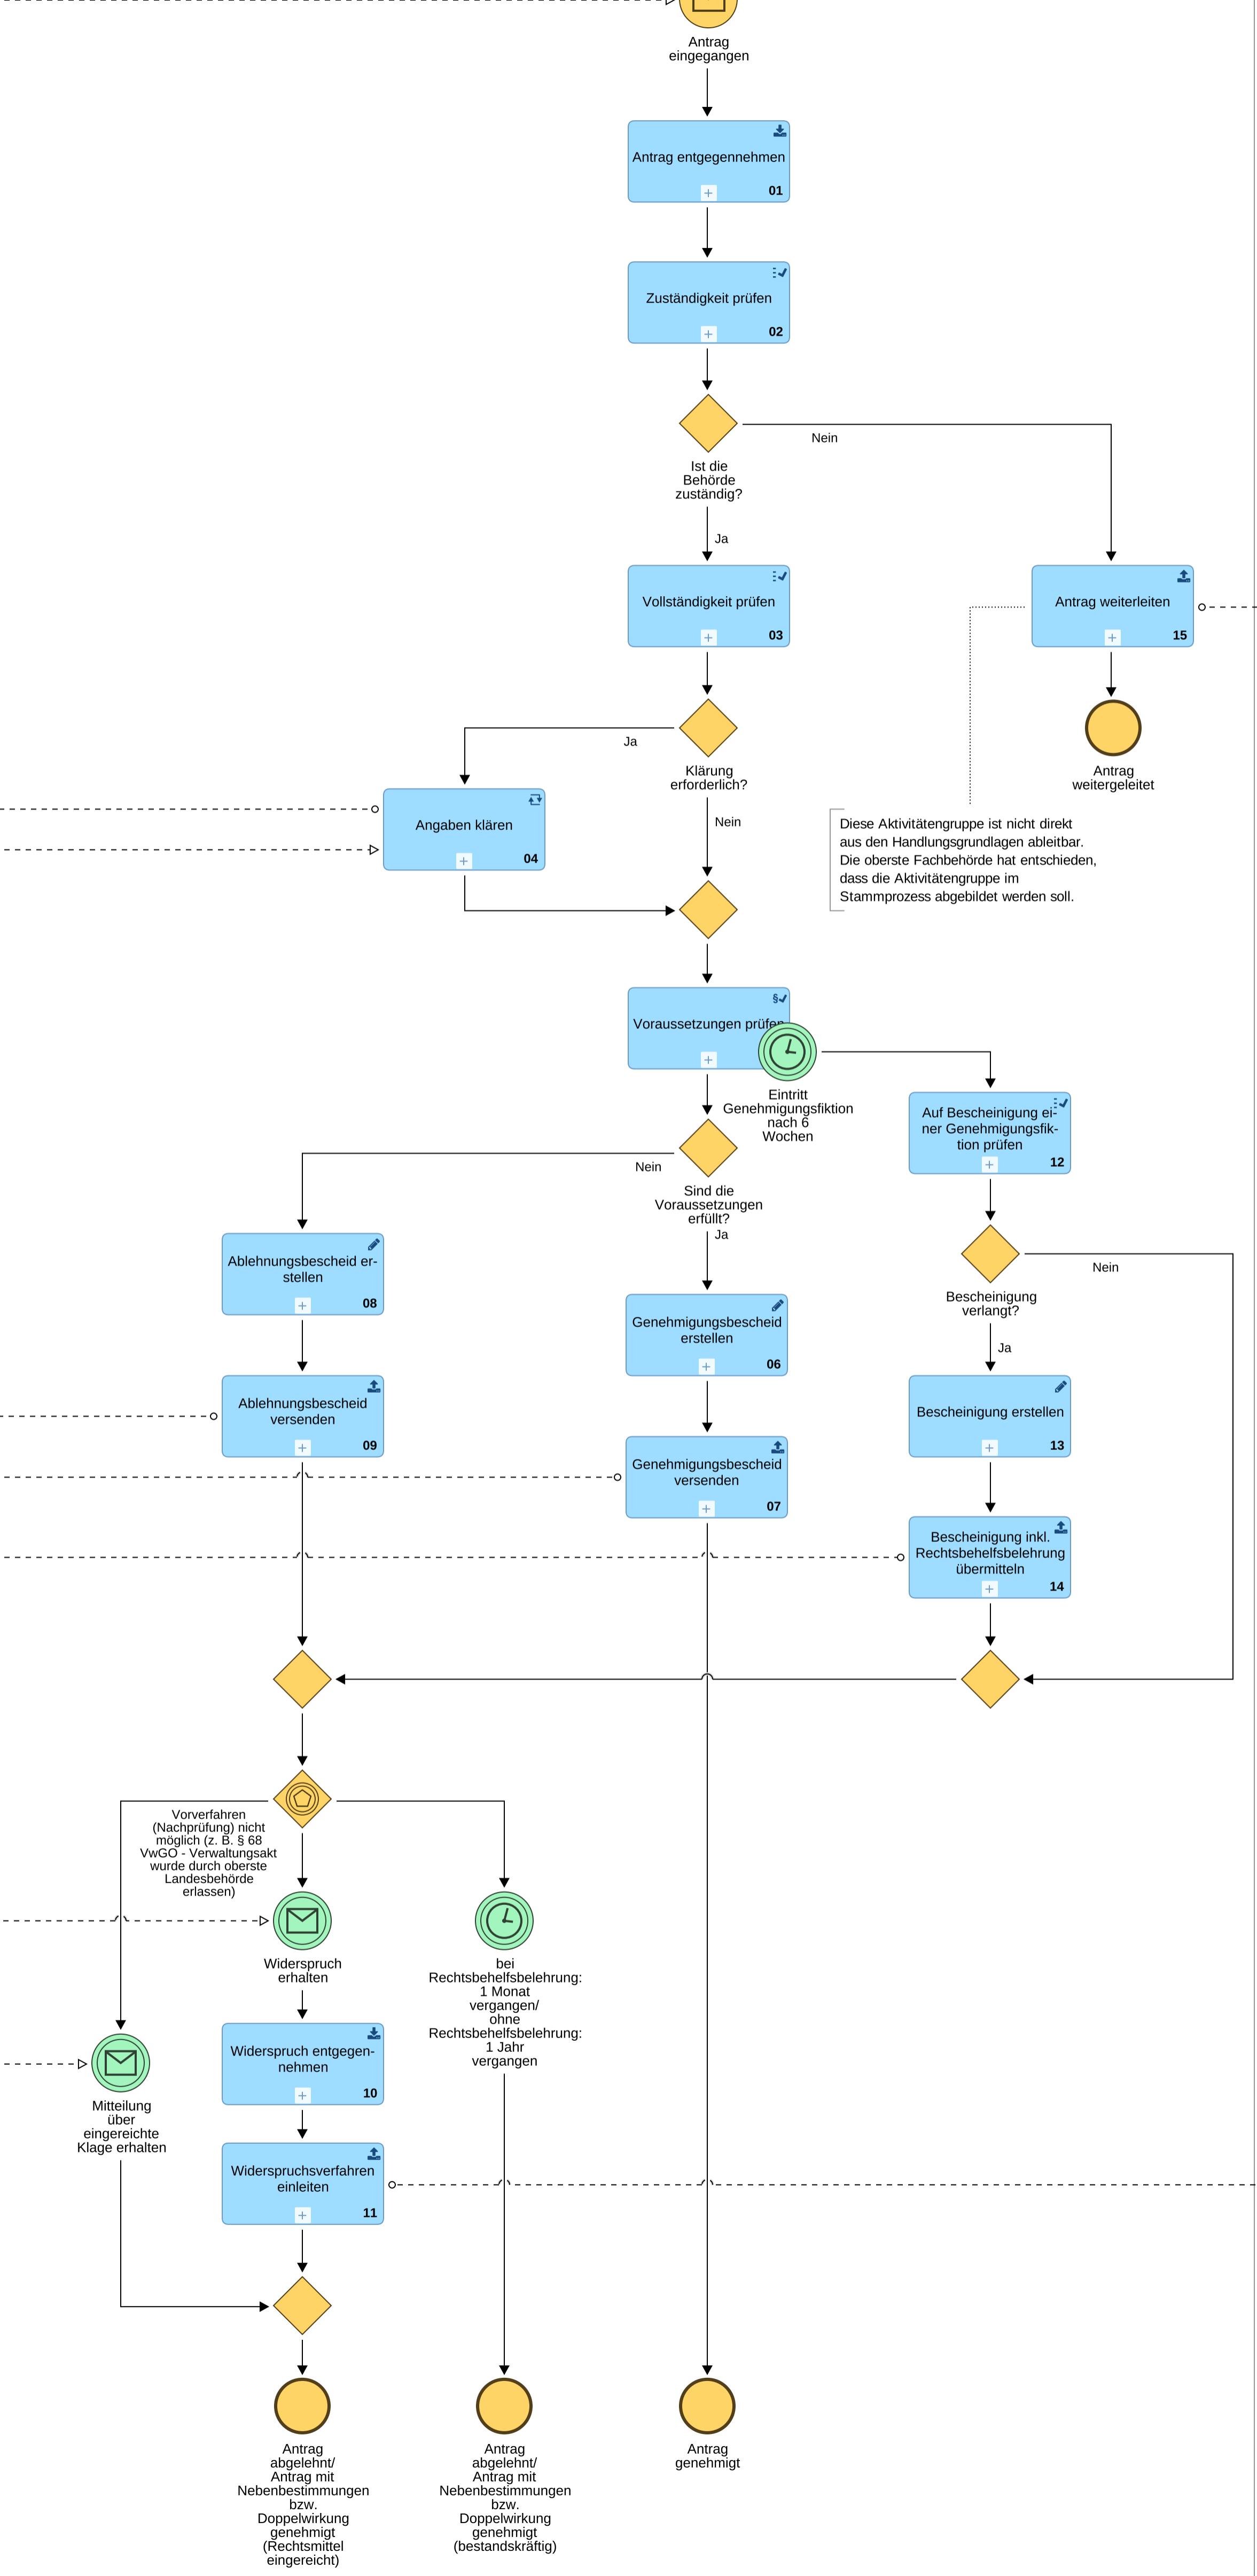 Antrag
eingegangen
Antrag entgegennehmen
01
Zuständigkeit prüfen
02
Nein
Ist die
Behörde
zuständig?
Ja
Vollständigkeit prüfen
03
Antrag weiterleiten
15
Ja
Klärung
erforderlich?
Nein
Antrag
weitergeleitet
Angaben klären
04
Diese Aktivitätengruppe ist nicht direkt
aus den Handlungsgrundlagen ableitbar.
Die oberste Fachbehörde hat entschieden,
dass die Aktivitätengruppe im
Stammprozess abgebildet werden soll.
§
Voraussetzungen prüfen
Eintritt
Genehmigungsfiktion
nach 6
Wochen
Auf Bescheinigung ei-
ner Genehmigungsfik-
tion prüfen
12
Nein
Sind die
Voraussetzungen
erfüllt?
Ja
Ablehnungsbescheid er-
stellen
08
Nein
Bescheinigung
verlangt?
Ja
Genehmigungsbescheid
erstellen
06
Ablehnungsbescheid
versenden
09
Bescheinigung erstellen
13
Genehmigungsbescheid
versenden
07
Bescheinigung inkl.
Rechtsbehelfsbelehrung
übermitteln
14
Vorverfahren
(Nachprüfung) nicht
möglich (z. B. § 68
VwGO - Verwaltungsakt
wurde durch oberste
Landesbehörde
erlassen)
Widerspruch
erhalten
bei
Rechtsbehelfsbelehrung:
1 Monat
vergangen/
ohne
Rechtsbehelfsbelehrung:
1 Jahr
vergangen
Widerspruch entgegen-
nehmen
10
Mitteilung
über
eingereichte
Klage erhalten
Widerspruchsverfahren
einleiten
11
Antrag
abgelehnt/
Antrag mit
Nebenbestimmungen
bzw.
Doppelwirkung
genehmigt
(Rechtsmittel
eingereicht)
Antrag
abgelehnt/
Antrag mit
Nebenbestimmungen
bzw.
Doppelwirkung
genehmigt
(bestandskräftig)
Antrag
genehmigt